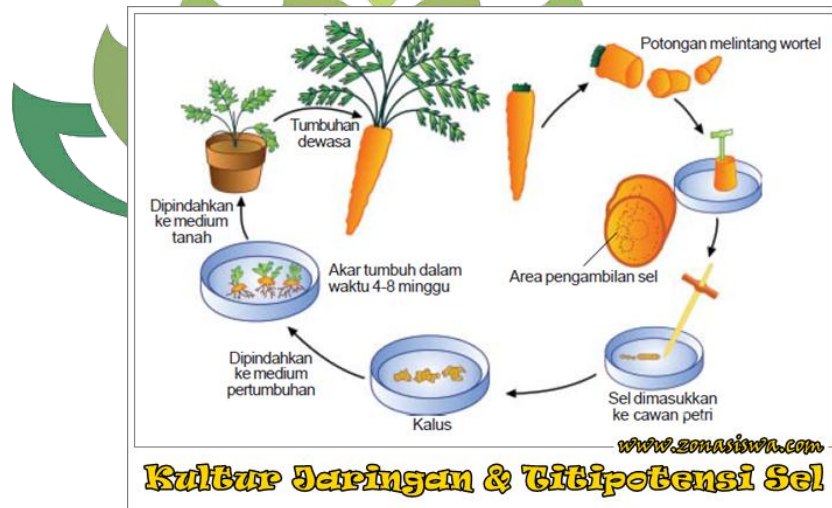 Potongan melintang wortel
Tumbuhan
dewasa
Dipindahkan
ke medium
tanah
Area pengambilan sel
Akar tumbuh dalam
waktu 4-8 minggu
Dipindahkan
ke medium
pertumbuhan
Sel dimasukkan
ke cawan petri
Kalus
www.zonasiswa.com
Kultur Jaringan & Titipotensi Sel